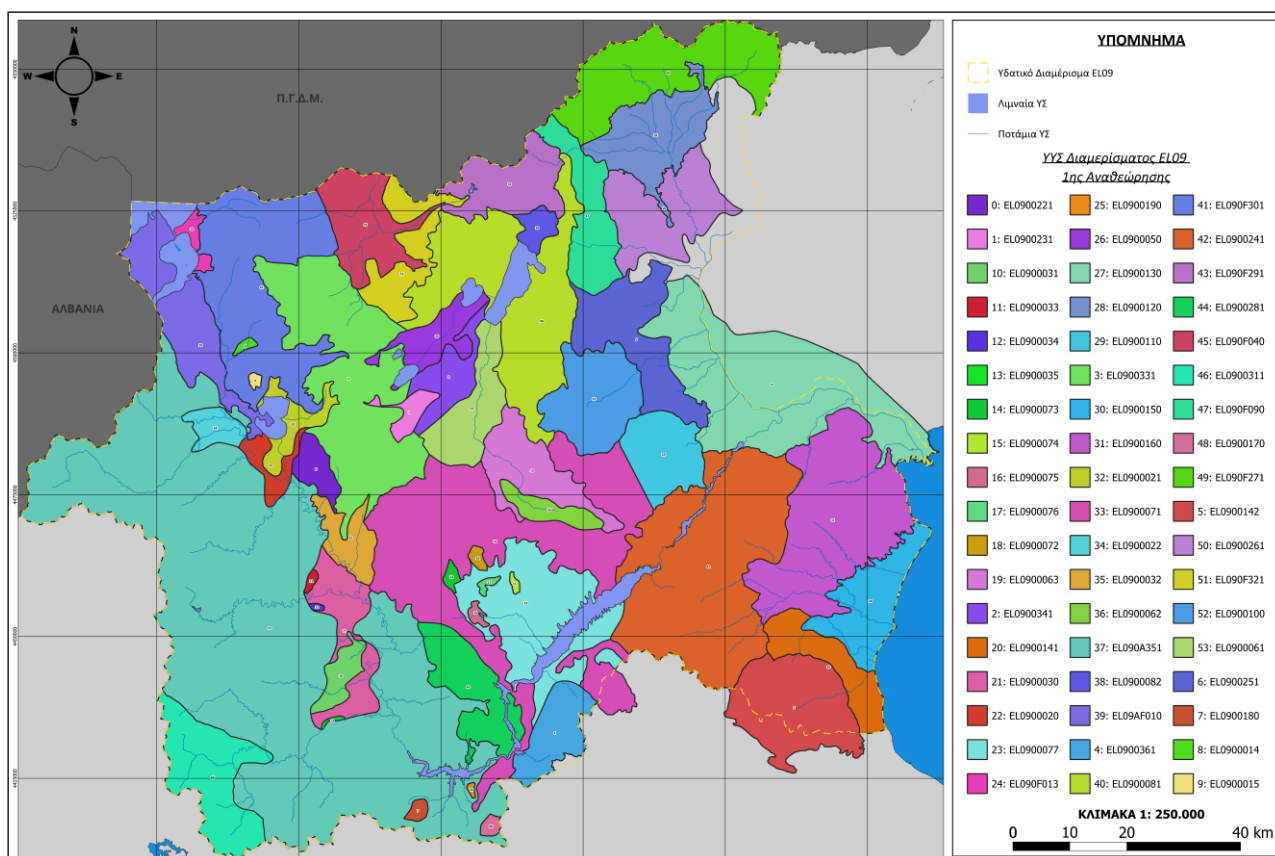 N
W E
S
Π.Γ.Δ.Μ.
ΑΛΒΑΝΙΑ
ΥΠΟΜΝΗΜΑ
Υδατικό Διαμέρισμα EL09
Λιμναία ΥΣ
Ποτάμια ΥΣ
ΥΥΣ Διαμερίσματος EL09
1ης Αναθεώρησης
0: EL0900221
1: EL0900231
10: EL0900031
11: EL0900033
12: EL0900034
13: EL0900035
14: EL0900073
15: EL0900074
16: EL0900075
17: EL0900076
18: EL0900072
19: EL0900063
2: EL0900341
20: EL0900141
21: EL0900030
22: EL0900020
23: EL0900077
24: EL090F013
25: EL0900190
26: EL0900050
27: EL0900130
28: EL0900120
29: EL0900110
3: EL0900331
30: EL0900150
31: EL0900160
32: EL0900021
33: EL0900071
34: EL0900022
35: EL0900032
36: EL0900062
37: EL090A351
38: EL0900082
39: EL09AF010
4: EL0900361
40: EL0900081
41: EL090F301
42: EL0900241
43: EL090F291
44: EL0900281
45: EL090F040
46: EL0900311
47: EL090F090
48: EL0900170
49: EL090F271
5: EL0900142
50: EL0900261
51: EL090F321
52: EL0900100
53: EL0900061
6: EL0900251
7: EL0900180
8: EL0900014
9: EL0900015
ΚΛΙΜΑΚΑ 1: 250.000
0 10 20 40 km